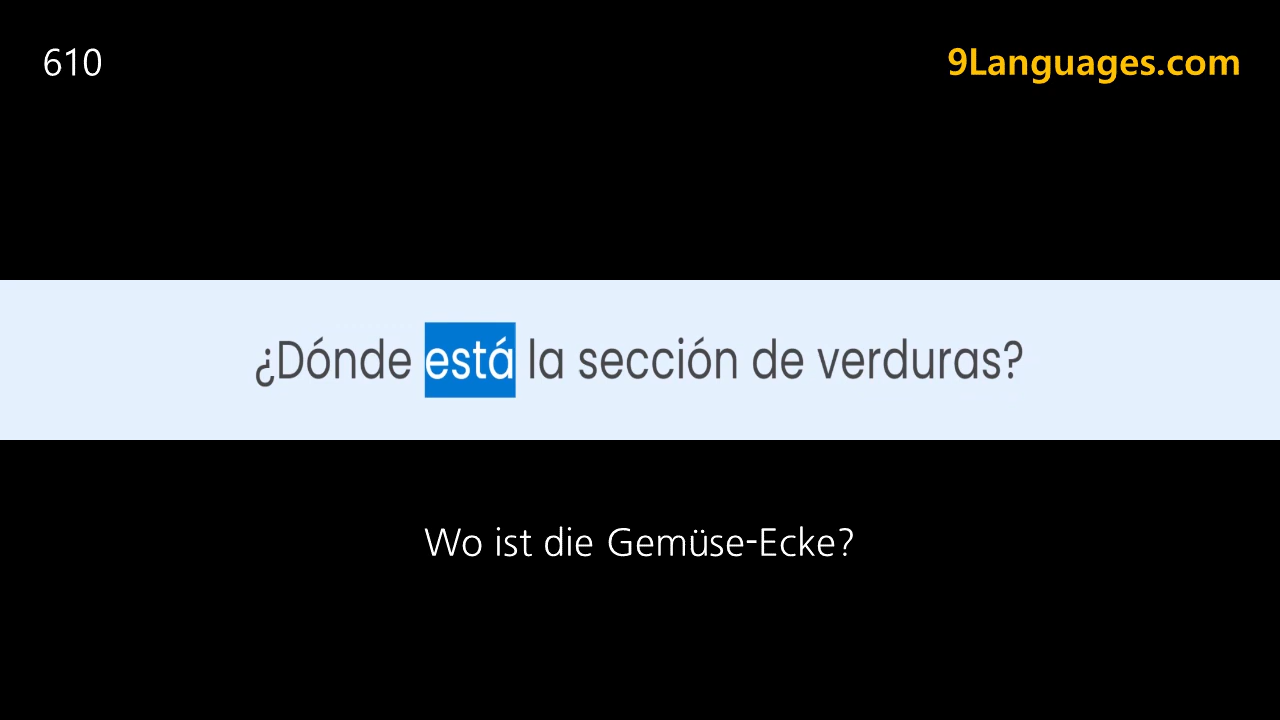 610
9Languages.com
¿Dónde está la sección de verduras?
Wo ist die Gemüse-Ecke?